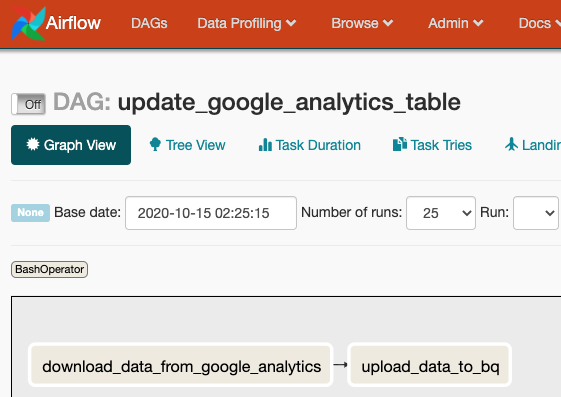 Airflow DAGs Data Profiling Browse Admin Docs
Off DAG: update_google_analytics_table
Graph View Tree View Task Duration Task Tries
None Base date: 2020-10-15 02:25:15 Number of runs: 25 Run:
BashOperator
download_data_from_google_analytics upload_data_to_bq